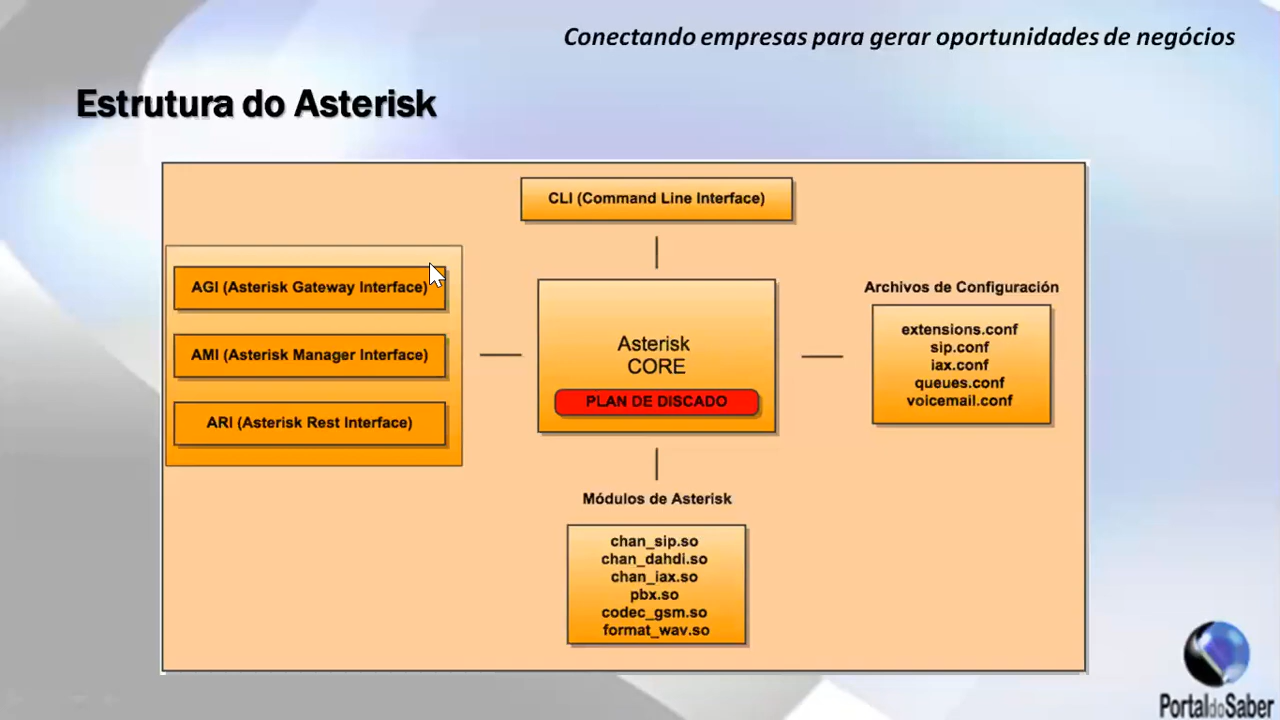 Conectando empresas para gerar oportunidades de negócios
Estrutura do Asterisk
CLI (Command Line Interface)
AGI (Asterisk Gateway Interface)
AMI (Asterisk Manager Interface)
ARI (Asterisk Rest Interface)
Asterisk
CORE
PLAN DE DISCADO
Archivos de Configuración
extensions.conf
sip.conf
iax.conf
queues.conf
voicemail.conf
Módulos de Asterisk
chan_sip.so
chan_dahdi.so
chan_iax.so
pbx.so
codec_gsm.so
format_wav.so
PortaldoSaber